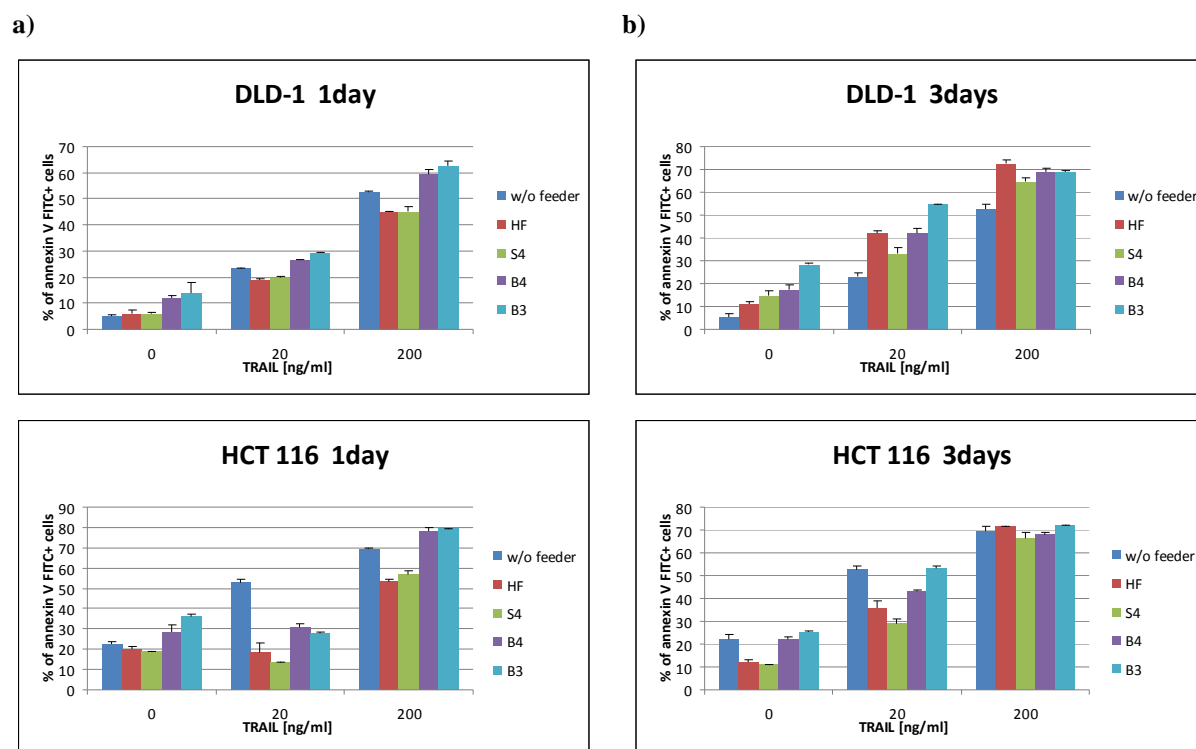 a)
DLD-1 1day
% of annexin V FITC+ cells
70
60
50
40
30
20
10
0
0 20 200
TRAIL [ng/ml]
w/o feeder
HF
S4
B4
B3
b)
DLD-1 3days
% of annexin V FITC+ cells
80
70
60
50
40
30
20
10
0
0 20 200
TRAIL [ng/ml]
w/o feeder
HF
S4
B4
B3
HCT 116 1day
% of annexin V FITC+ cells
90
80
70
60
50
40
30
20
10
0
0 20 200
TRAIL [ng/ml]
w/o feeder
HF
S4
B4
B3
HCT 116 3days
% of annexin V FITC+ cells
80
70
60
50
40
30
20
10
0
0 20 200
TRAIL [ng/ml]
w/o feeder
HF
S4
B4
B3